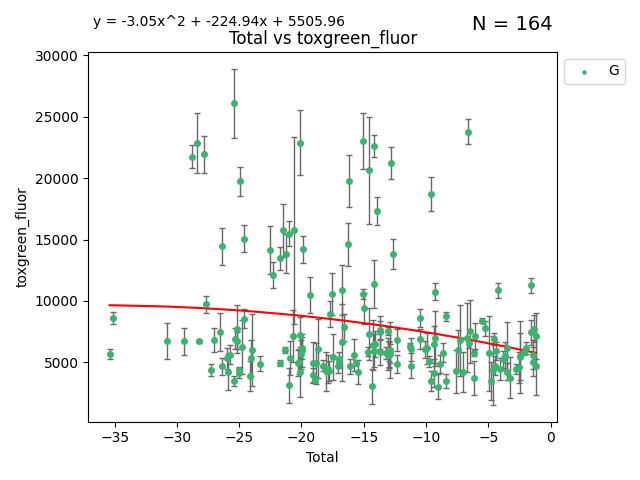 y = -3.05x^2 + -224.94x + 5505.96
N = 164
Total vs toxgreen_fluor
G
30000
25000
20000
15000
10000
5000
toxgreen_fluor
−35
−30
−25
−20
−15
−10
−5
0
Total